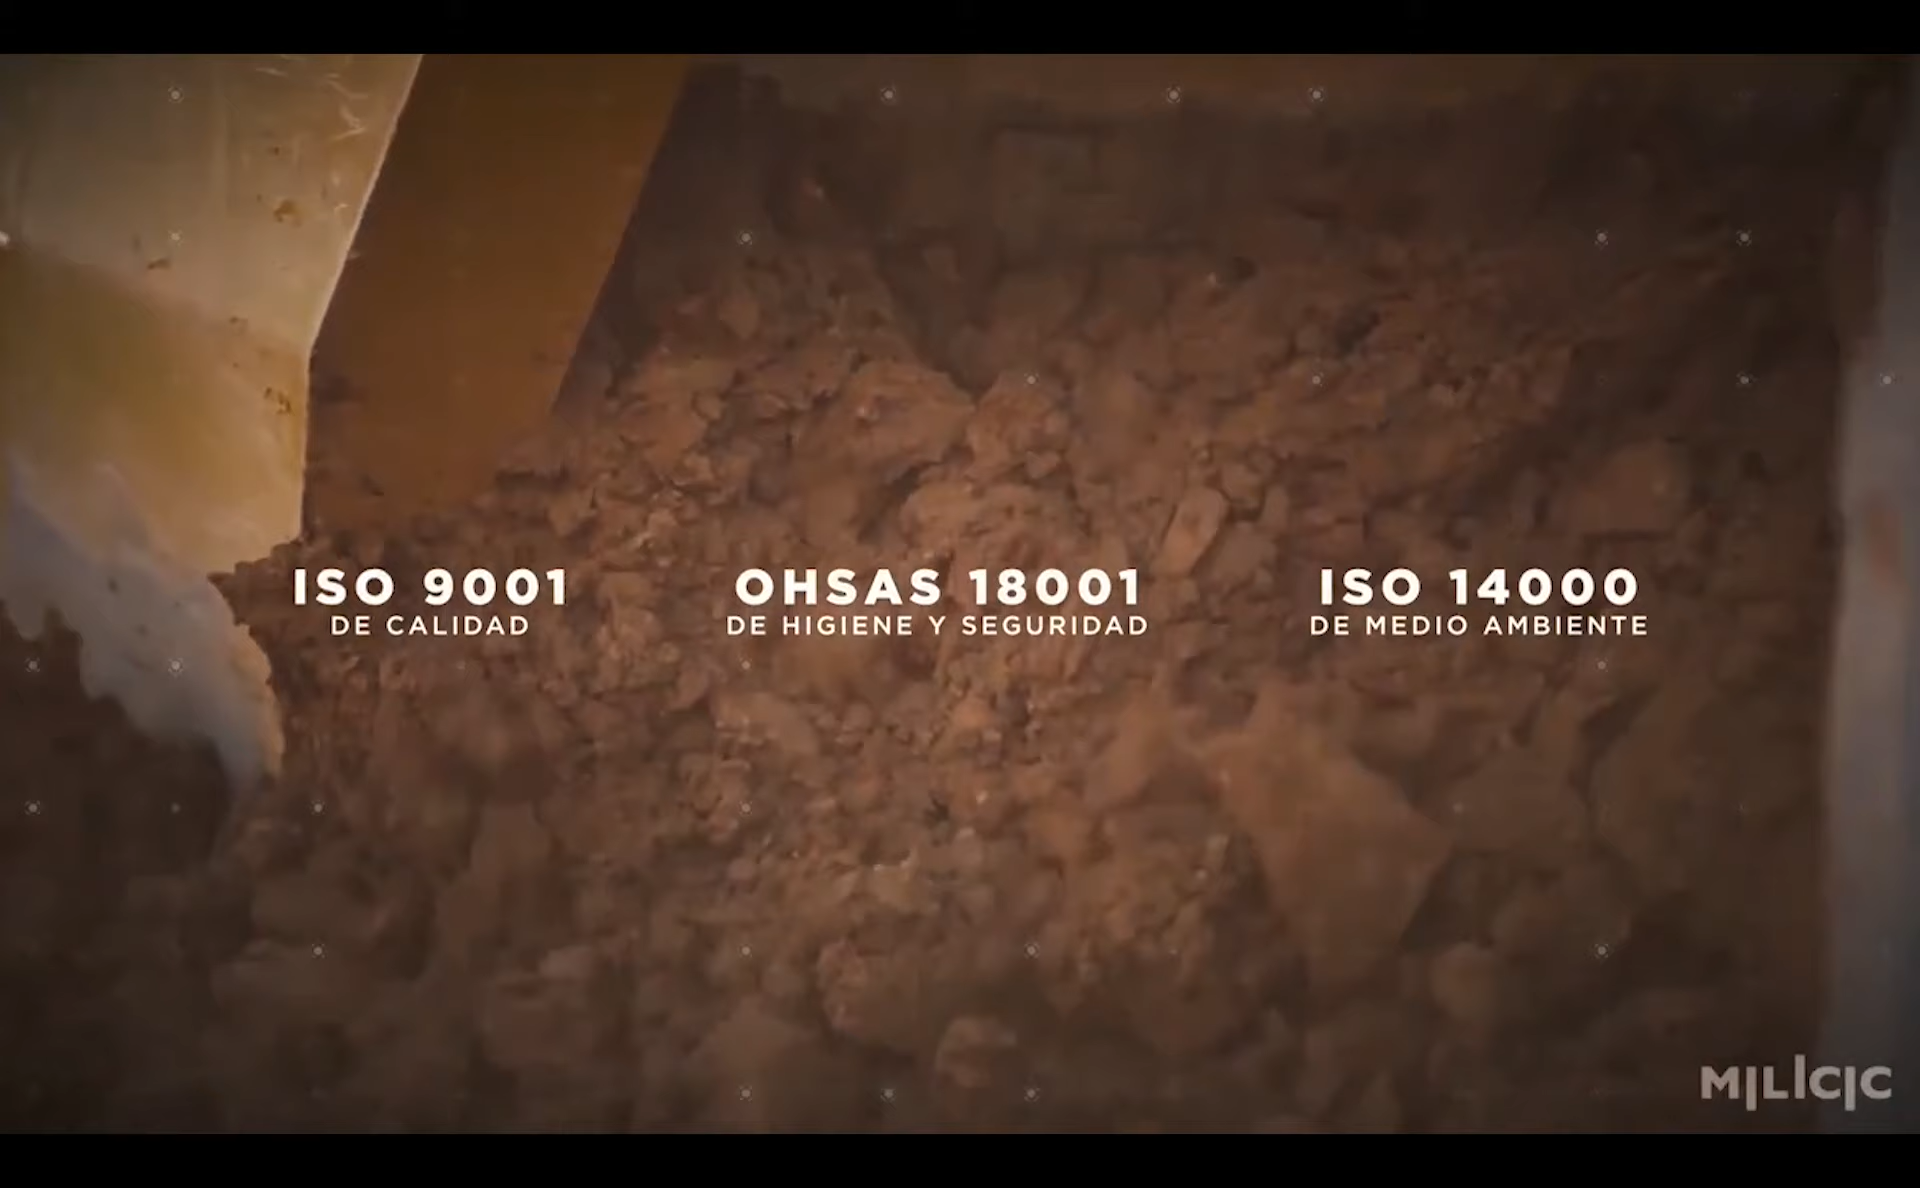 ISO 9001
DE CALIDAD
OHSAS 18001
DE HIGIENE Y SEGURIDAD
ISO 14000
DE MEDIO AMBIENTE
MILICIC